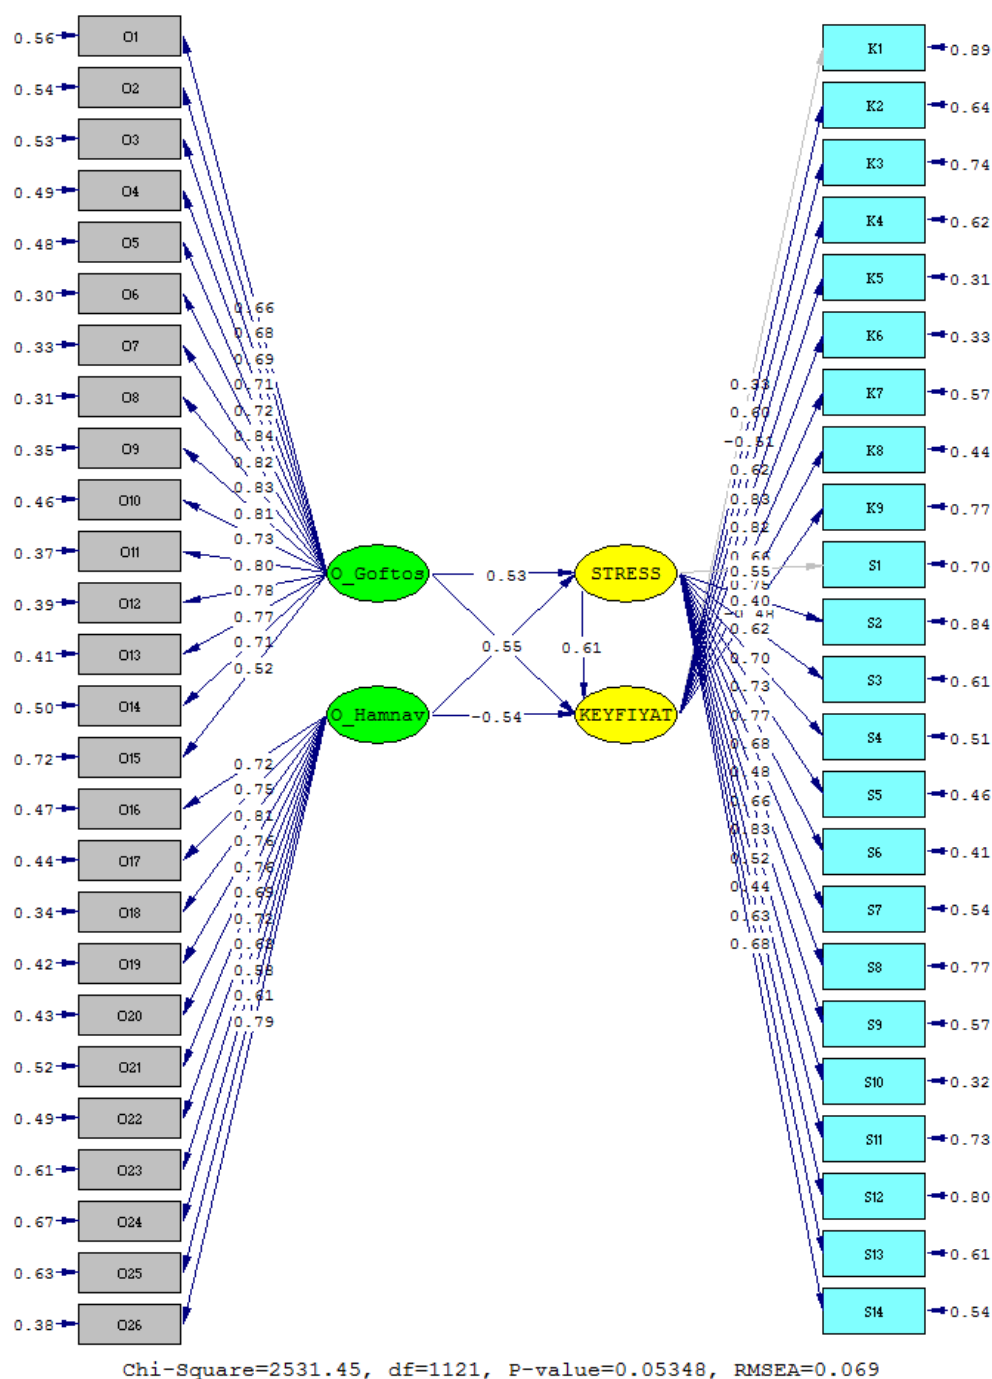 0.56 O1
0.54 O2
0.53 O3
0.49 O4
0.48 O5
0.30 O6
0.33 O7
0.31 O8
0.35 O9
0.46 O10
0.37 O11
0.39 O12
0.41 O13
0.50 O14
0.72 O15
0.47 O16
0.44 O17
0.34 O18
0.42 O19
0.43 O20
0.52 O21
0.49 O22
0.61 O23
0.67 O24
0.63 O25
0.38 O26
0.66
0.68
0.69
0.71
0.72
0.84
0.82
0.83
0.81
0.73
0.80
0.78
0.77
0.71
0.52
O_Goftos
O_Hamnav
0.72
0.75
0.81
0.76
0.76
0.69
0.72
0.68
0.58
0.61
0.79
0.53
0.55
0.61
-0.54
STRESS
KEYFIYAT
0.33
0.60
-0.51
0.62
0.83
0.82
0.66
0.55
0.75
0.40
0.62
0.70
0.73
0.77
0.68
0.48
0.66
0.83
0.52
0.44
0.63
0.68
K1 0.89
K2 0.64
K3 0.74
K4 0.62
K5 0.31
K6 0.33
K7 0.57
K8 0.44
K9 0.77
S1 0.70
S2 0.84
S3 0.61
S4 0.51
S5 0.46
S6 0.41
S7 0.54
S8 0.77
S9 0.57
S10 0.32
S11 0.73
S12 0.80
S13 0.61
S14 0.54
Chi-Square=2531.45, df=1121, P-value=0.05348, RMSEA=0.069